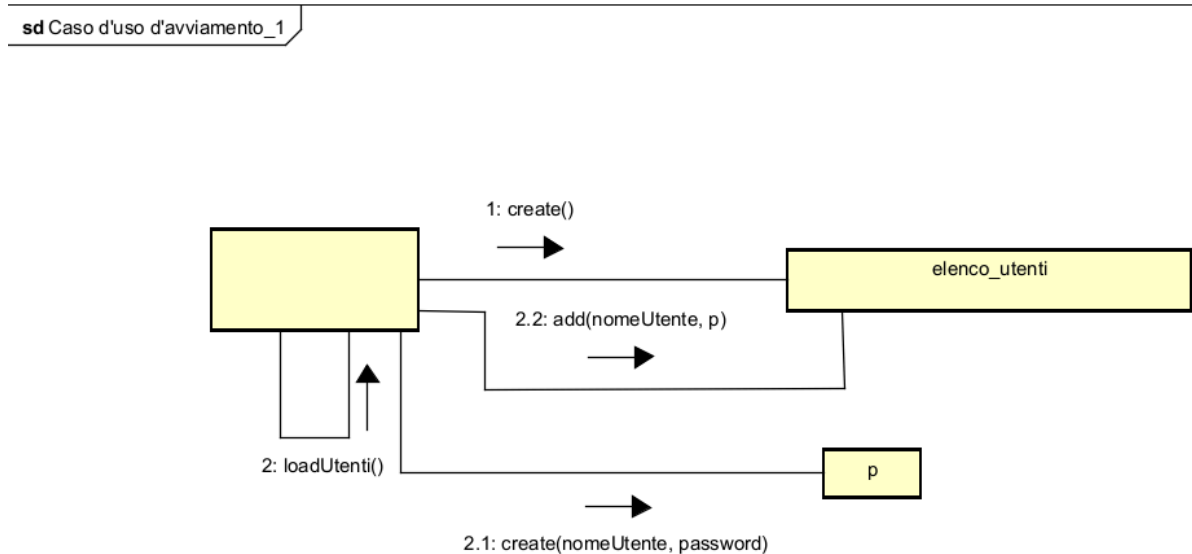 sd Caso d'uso d'avviamento_1
1: create()
elenco_utenti
2.2: add(nomeUtente, p)
2: loadUtenti()
p
2.1: create(nomeUtente, password)